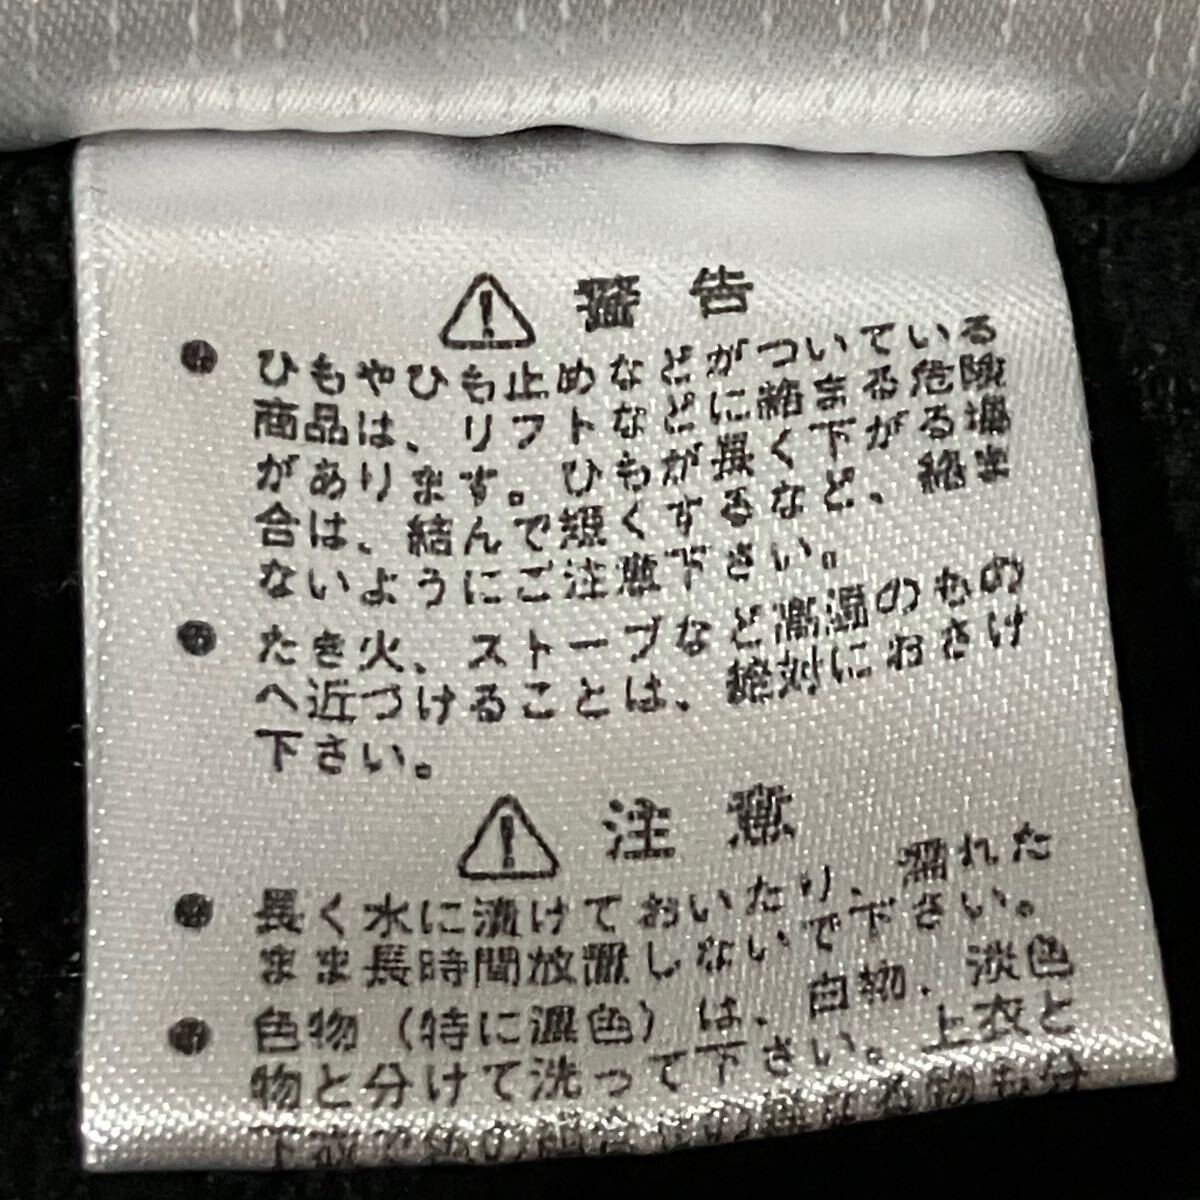 ⚠ 警告
● ひもやひも止めなどがついている
商品は、リフトなどに絡まる危険
があります。ひもが長く下がる場
合は、結んで短くするなど、絡ま
ないようにご注意下さい。
● たき火、ストーブなど高温のもの
へ近づけることは、絶対におさけ
下さい。
⚠ 注意
● 長く水に漬けておいたり、濡れた
まま長時間放置しないで下さい。
● 色物(特に濃色)は、白物、淡色
物と分けて洗って下さい。上衣と